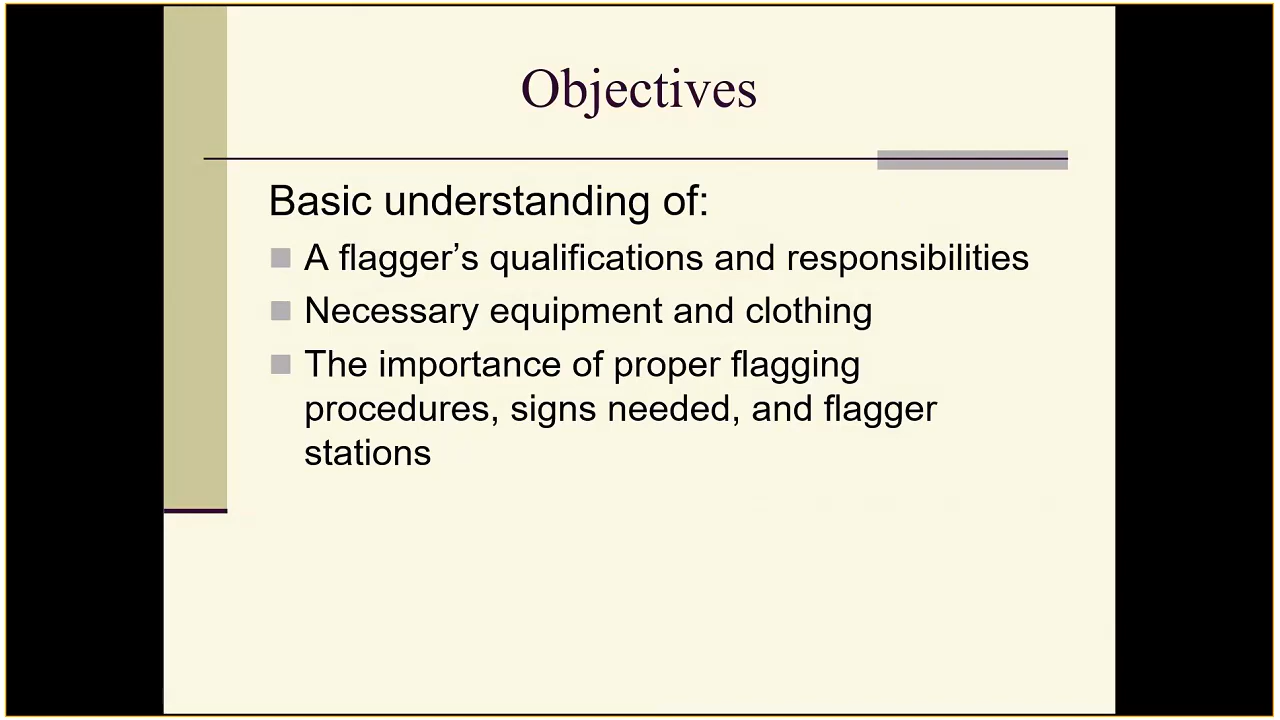 Objectives
Basic understanding of:
A flagger’s qualifications and responsibilities
Necessary equipment and clothing
The importance of proper flagging
procedures, signs needed, and flagger
stations